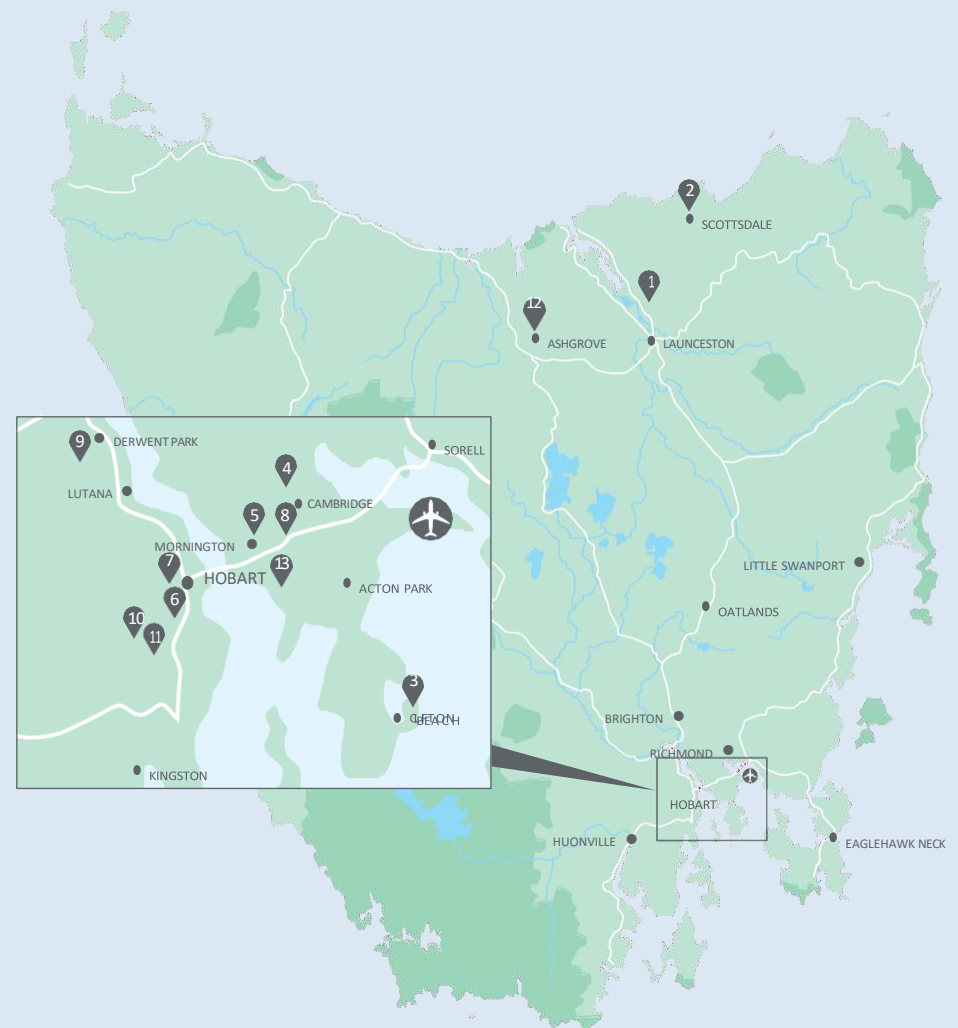 2
SCOTTSDALE
1
12
ASHGROVE
LAUNCESTON
9
DERWENT PARK
SORELL
4
LUTANA
CAMBRIDGE
5
8
MORNINGTON
7
HOBART
13
ACTON PARK
6
10
11
3
BEACH
KINGSTON
LITTLE SWANPORT
OATLANDS
BRIGHTON
RICHMOND
HOBART
HUONVILLE
EAGLEHAWK NECK